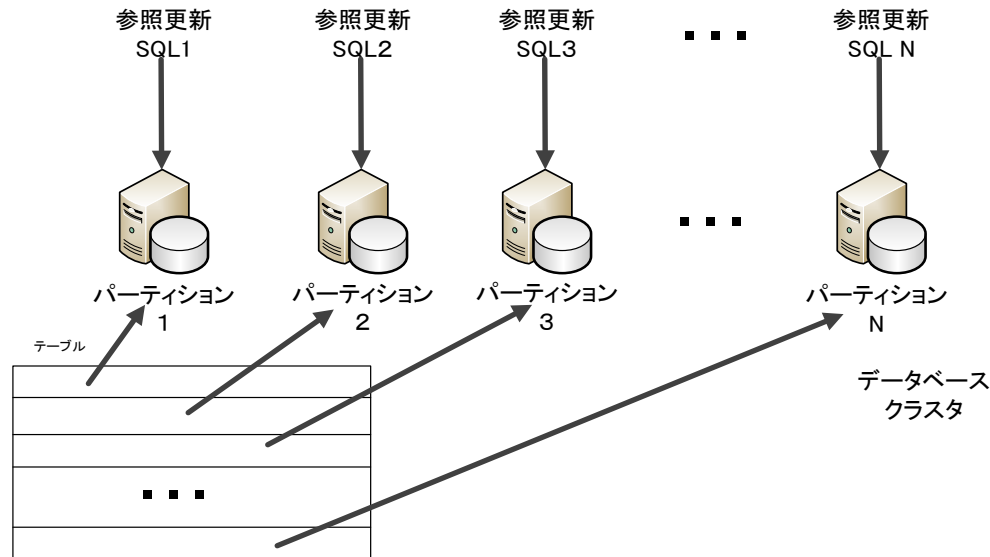 参照更新
SQL1
参照更新
SQL2
参照更新
SQL3
■ ■ ■
参照更新
SQL N
■ ■ ■
パーティション
1
パーティション
2
パーティション
3
パーティション
N
テーブル
■ ■ ■
データベース
クラスタ